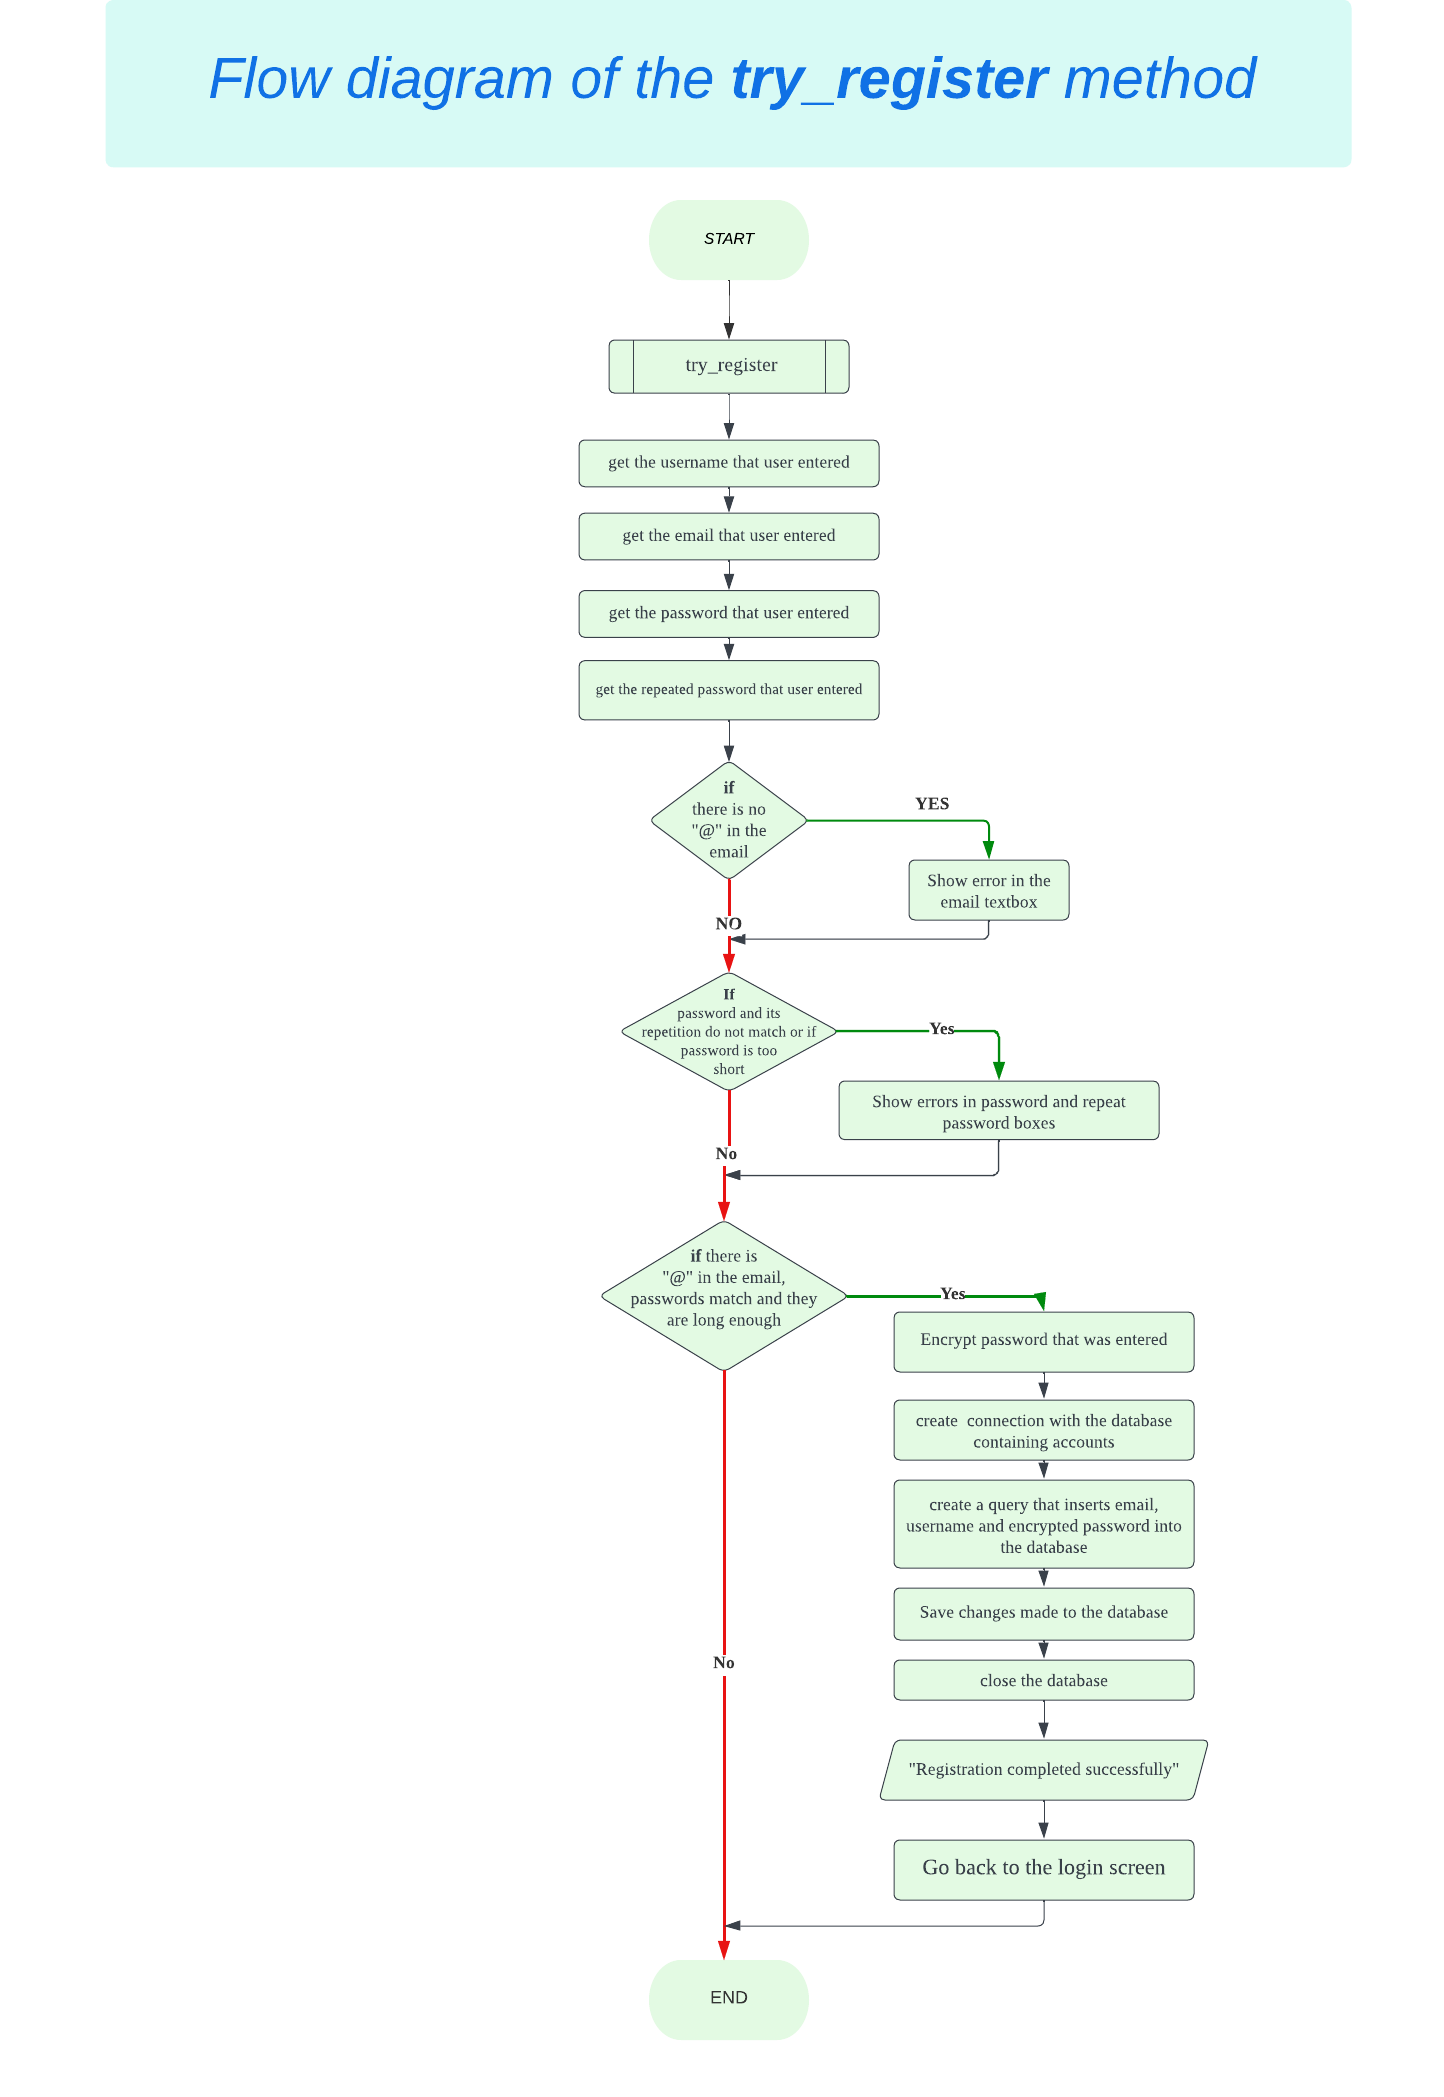 Flow diagram of the try_register method
START
try_register
get the username that user entered
get the email that user entered
get the password that user entered
get the repeated password that user entered
if
there is no
"@" in the
email
YES
Show error in the
email textbox
NO
If
password and its
repetition do not match or if
password is too
short
Yes
Show errors in password and repeat
password boxes
No
if there is
"@" in the email,
passwords match and they
are long enough
Yes
Encrypt password that was entered
create  connection with the database
containing accounts
create a query that inserts email,
username and encrypted password into
the database
Save changes made to the database
No
close the database
"Registration completed successfully"
Go back to the login screen
END